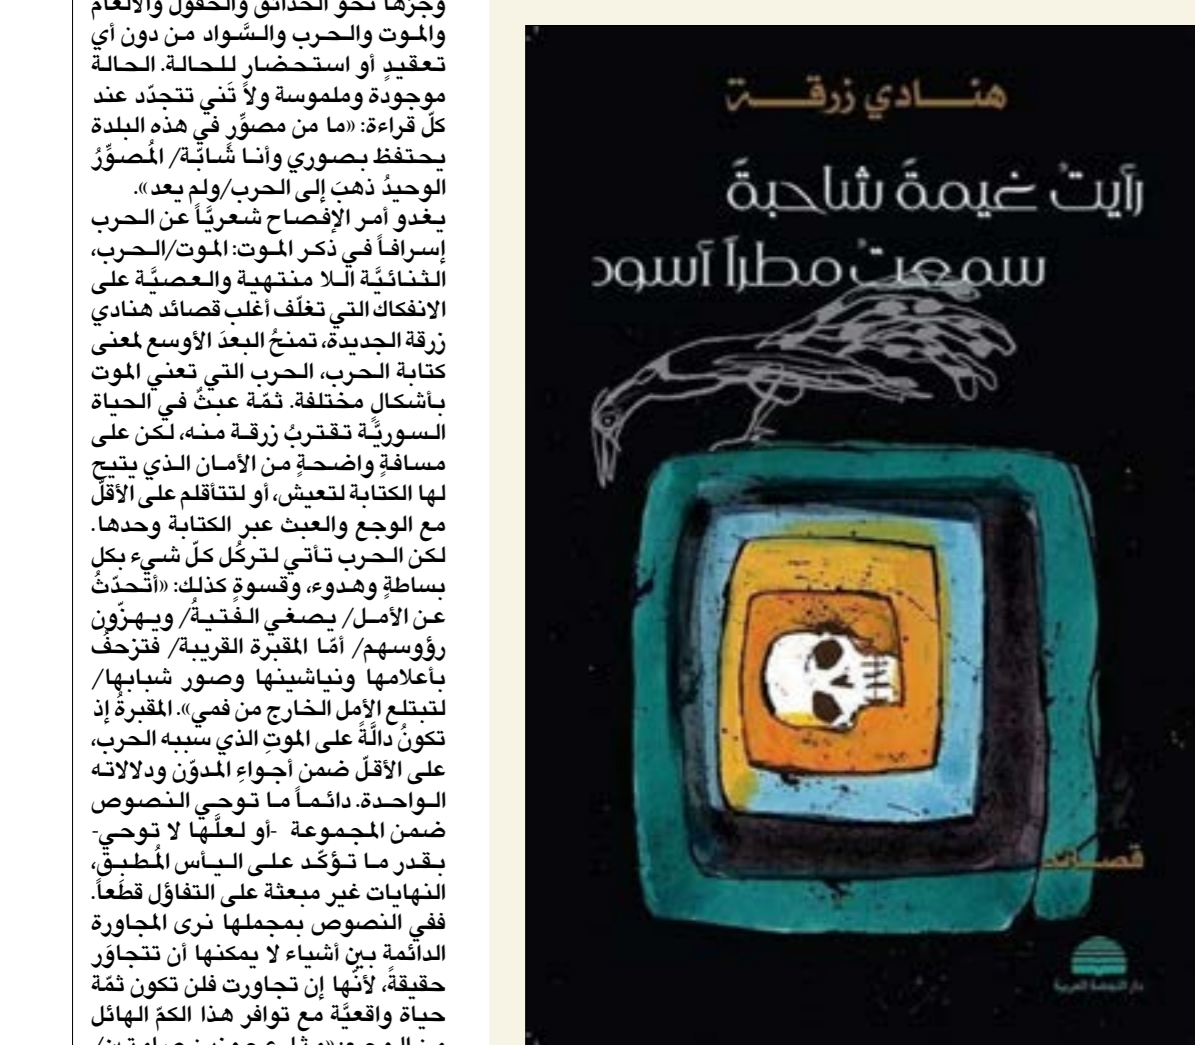 هنـــادي زرقـــة
رأيتُ غيمةً شاحبةً
سمعتُ مطراً أسود
قصائد
دار النهضة العربية
وجرّها نحو الحدائق والحقول والألغام
والموت والحرب والسَّواد من دون أي
تعقيدٍ أو استحضارٍ للحالة. الحالة
موجودة وملموسة ولا تَني تتجدّد عند
كلّ قراءة: «ما من مصوِّرٍ في هذه البلدة
يحتفظ بصوري وأنا شابّة/ المُصوِّرُ
الوحيدُ ذهبَ إلى الحرب/ولم يعد».
يغدو أمر الإفصاح شعريَّاً عن الحرب
إسرافاً في ذكر الموت: الموت/الحرب،
الثنائيَّة الـلا منتهية والعصيَّة على
الانفكاك التي تغلّف أغلب قصائد هنادي
زرقة الجديدة، تمنحُ البعدَ الأوسع لمعنى
كتابة الحرب، الحرب التي تعني الموت
بأشكالٍ مختلفة. ثمّة عبثٌ في الحياة
السوريَّة تقتربُ زرقة منه، لكن على
مسافةٍ واضحةٍ من الأمان الذي يتيح
لها الكتابة لتعيش، أو لتتأقلم على الأقلّ
مع الوجع والعبث عبر الكتابة وحدها.
لكن الحرب تأتي لتركُل كلّ شيء بكل
بساطةٍ وهدوء، وقسوةٍ كذلك: «أتحدّثُ
عن الأمل/ يصغي الفتيةُ/ ويهزّون
رؤوسهم/ أمّا المقبرة القريبة/ فتزحفُ
بأعلامها ونياشينها وصور شبابها/
لتبتلع الأمل الخارج من فمي». المقبرةُ إذ
تكونُ دالَّةً على الموتِ الذي سببه الحرب،
على الأقلّ ضمن أجواءِ المدوّن ودلالاته
الواحدة. دائماً ما توحي النصوص
ضمن المجموعة -أو لعلَّها لا توحي-
بقدر ما تؤكّد على اليأس المُطبِق،
النهايات غير مبعثة على التفاؤل قطعاً.
ففي النصوص بمجملها نرى المجاورة
الدائمة بين أشياء لا يمكنها أن تتجاوَر
حقيقةً، لأنّها إن تجاورت فلن تكون ثمّة
حياة واقعيَّة مع توافر هذا الكمّ الهائل